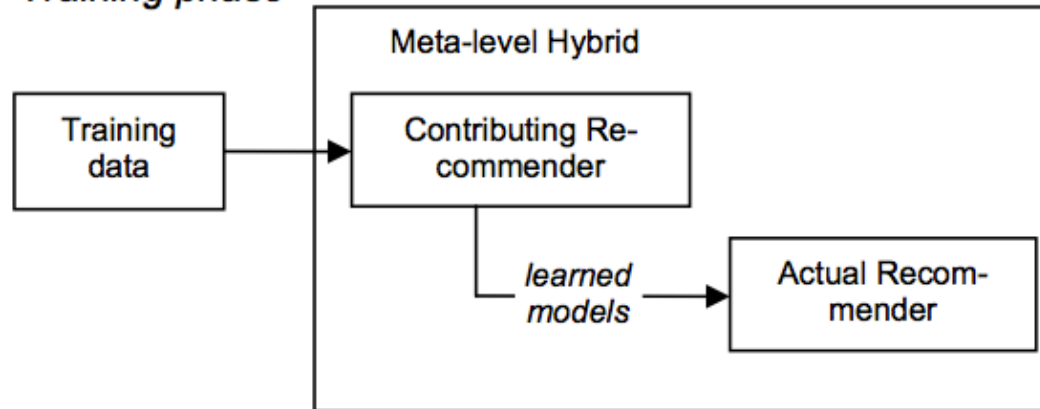 Training phase
Meta-level Hybrid
Training
data
Contributing Re-
commender
learned
models
Actual Recom-
mender